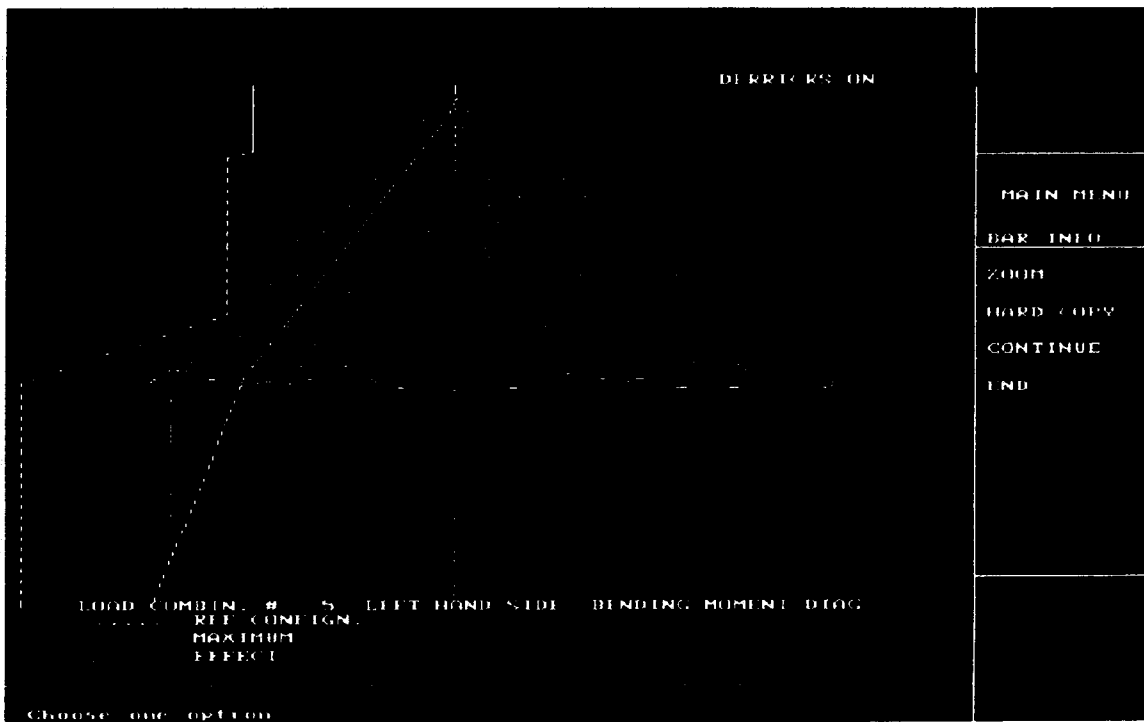 DERRICKS ON
MAIN MENU
BAR INFO
ZOOM
HARD COPY
CONTINUE
END
LOAD COMBIN. # 5 LEFT HAND SIDE BENDING MOMENT DIAG
REF CONFIGN.
MAXIMUM
EFFECT
Choose one option